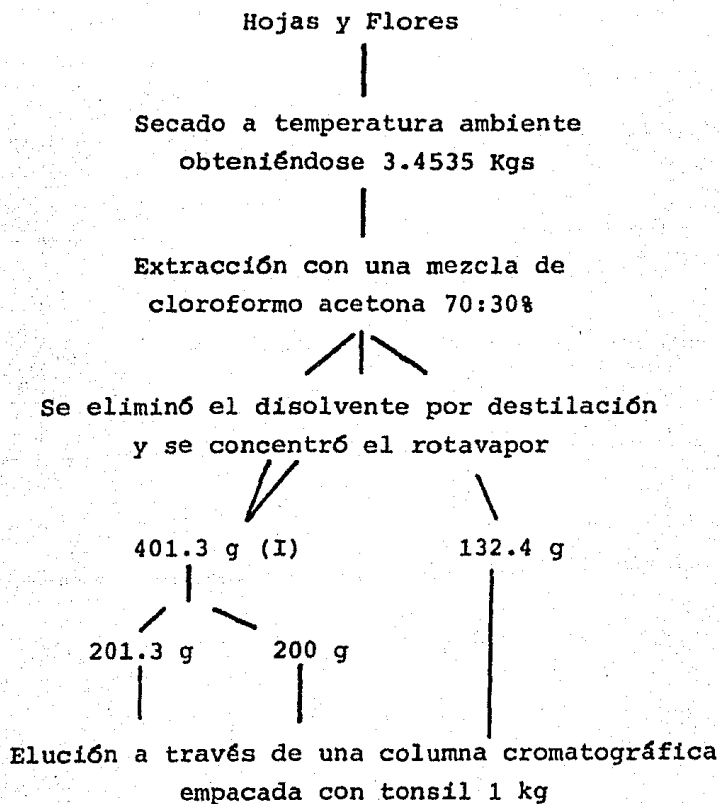 Hojas y Flores
Secado a temperatura ambiente
obteniéndose 3.4535 Kgs
Extracción con una mezcla de
cloroformo acetona 70:30%
Se eliminó el disolvente por destilación
y se concentró el rotavapor
401.3 g (I) 132.4 g
201.3 g 200 g
Elución a través de una columna cromatográfica
empacada con tonsil 1 kg